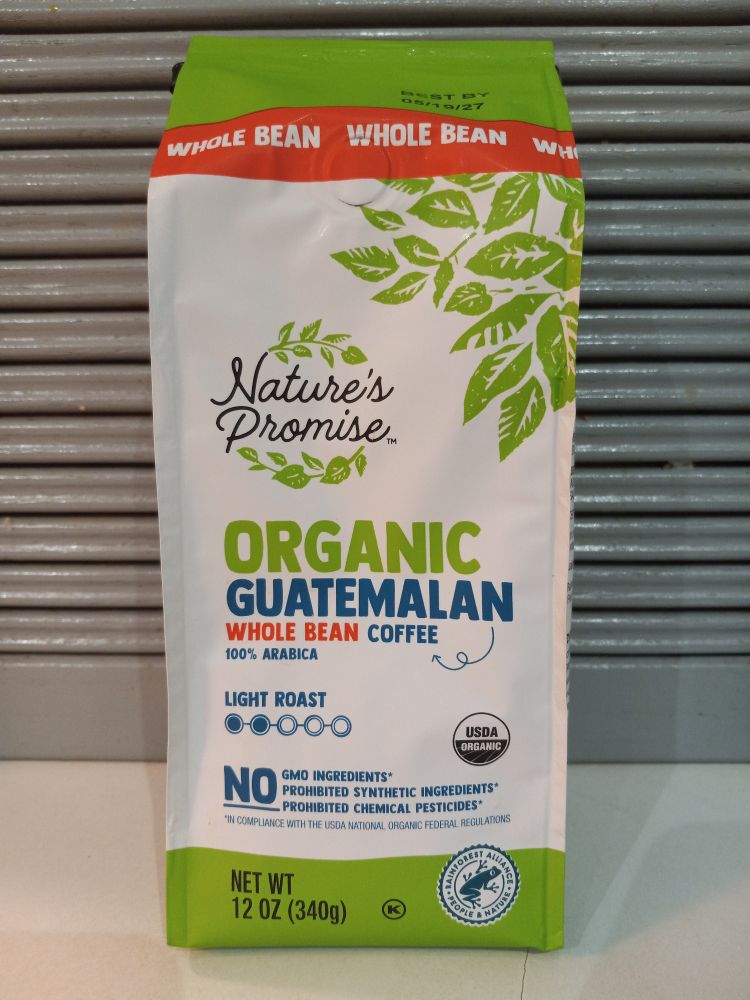 BEST BY
05/19/27
WHOLE BEAN WHOLE BEAN WH
Nature's
Promise™
ORGANIC
GUATEMALAN
WHOLE BEAN COFFEE
100% ARABICA
LIGHT ROAST
USDA
ORGANIC
NO GMO INGREDIENTS*
PROHIBITED SYNTHETIC INGREDIENTS*
PROHIBITED CHEMICAL PESTICIDES*
*IN COMPLIANCE WITH THE USDA NATIONAL ORGANIC FEDERAL REGULATIONS
RAINFOREST ALLIANCE
PEOPLE & NATURE
NET WT
12 OZ (340g)
K